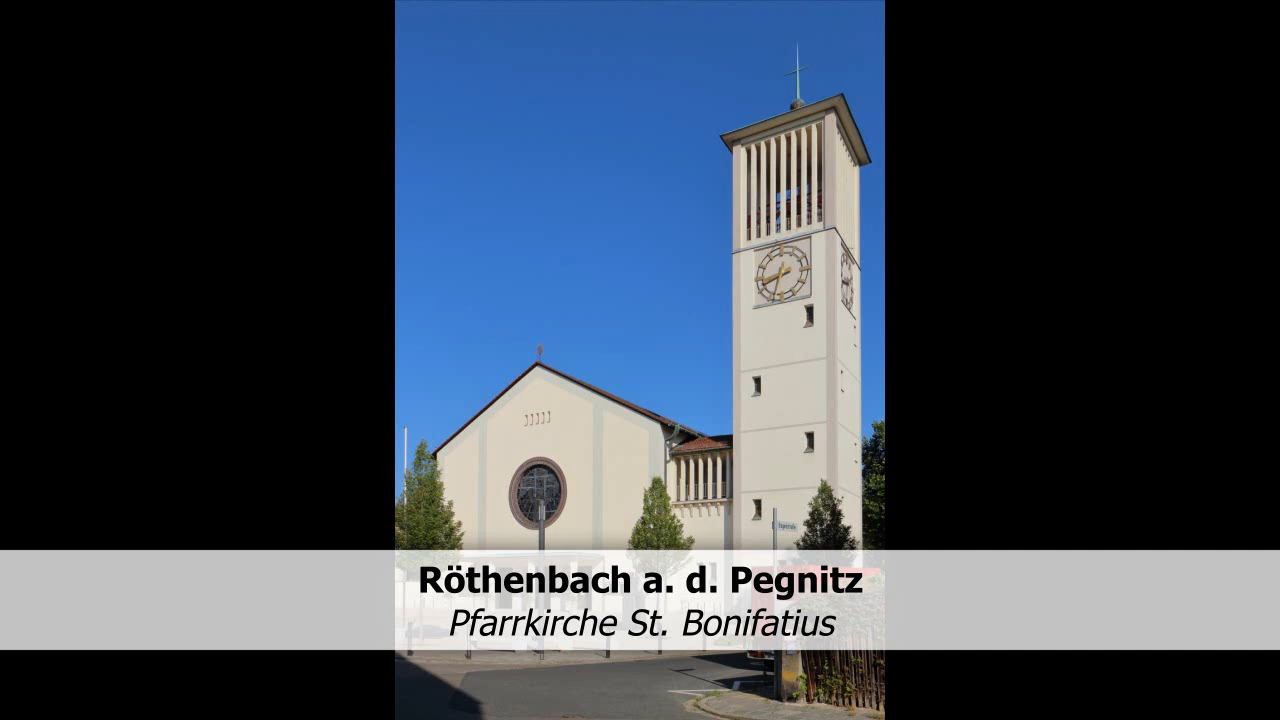 Röthenbach a. d. Pegnitz
Pfarrkirche St. Bonifatius